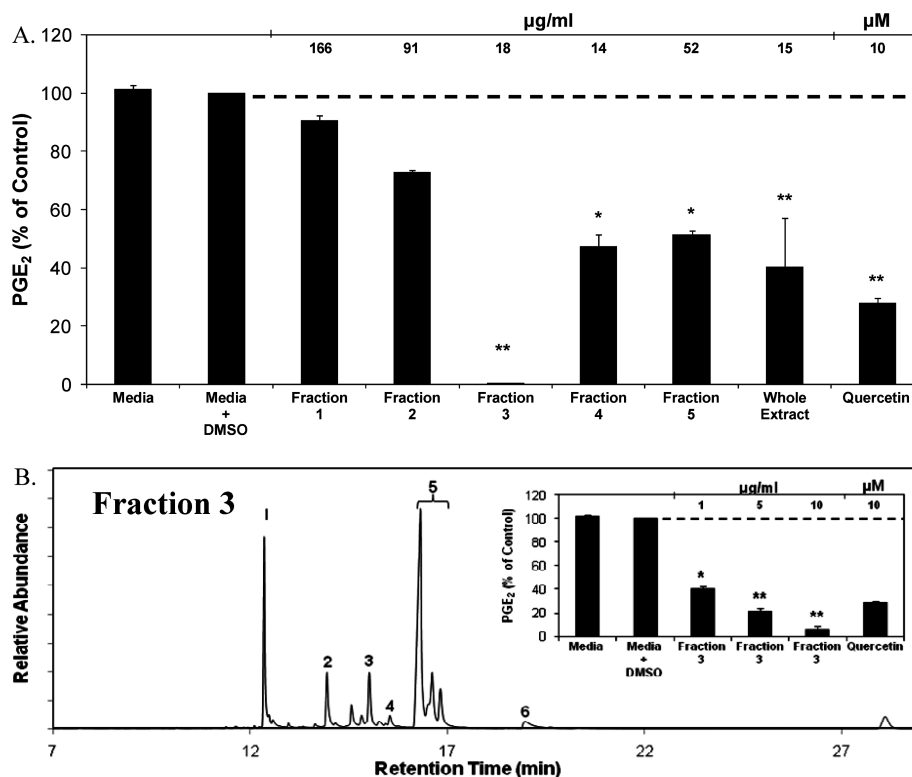 A.
µg/ml µM
166 91 18 14 52 15 10
120
100
80
60
40
20
0
PGE₂ (% of Control)
** * * ** **
Media Media + DMSO Fraction 1 Fraction 2 Fraction 3 Fraction 4 Fraction 5 Whole Extract Quercetin
B.
Fraction 3
Relative Abundance
1 2 3 4 5 6
7 12 17 22 27
Retention Time (min)
µg/ml µM
1 5 10 10
120
100
80
60
40
20
0
PGE₂ (% of Control)
* ** **
Media Media + DMSO Fraction 3 Fraction 3 Fraction 3 Quercetin